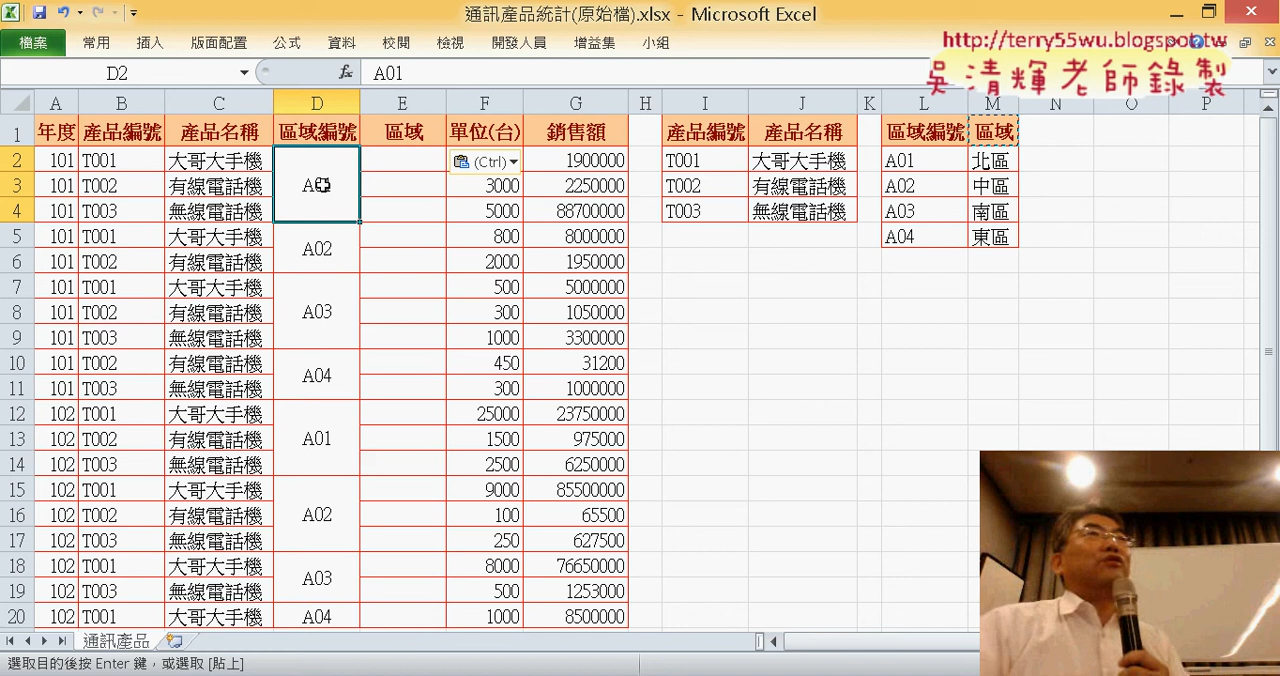 通訊產品統計(原始檔).xlsx - Microsoft Excel
檔案 常用 插入 版面配置 公式 資料 校閱 檢視 開發人員 增益集 小組
http://terry55wu.blogspot.tw
吳清輝老師錄製
D2 fx A01
A B C D E F G H I J K L M N O P
1 年度 產品編號 產品名稱 區域編號 區域 單位(台) 銷售額 產品編號 產品名稱 區域編號 區域
2 101 T001 大哥大手機 A01 (Ctrl) 1900000 T001 大哥大手機 A01 北區
3 101 T002 有線電話機 3000 2250000 T002 有線電話機 A02 中區
4 101 T003 無線電話機 5000 88700000 T003 無線電話機 A03 南區
5 101 T001 大哥大手機 A02 800 8000000 A04 東區
6 101 T002 有線電話機 2000 1950000
7 101 T001 大哥大手機 A03 500 5000000
8 101 T002 有線電話機 300 1050000
9 101 T003 無線電話機 1000 3300000
10 101 T002 有線電話機 A04 450 31200
11 101 T003 無線電話機 300 1000000
12 102 T001 大哥大手機 A01 25000 23750000
13 102 T002 有線電話機 1500 975000
14 102 T003 無線電話機 2500 6250000
15 102 T001 大哥大手機 A02 9000 85500000
16 102 T002 有線電話機 100 65500
17 102 T003 無線電話機 250 627500
18 102 T001 大哥大手機 A03 8000 76650000
19 102 T003 無線電話機 500 1253000
20 102 T001 大哥大手機 A04 1000 8500000
通訊產品
選取目的後按 Enter 鍵，或選取 [貼上]